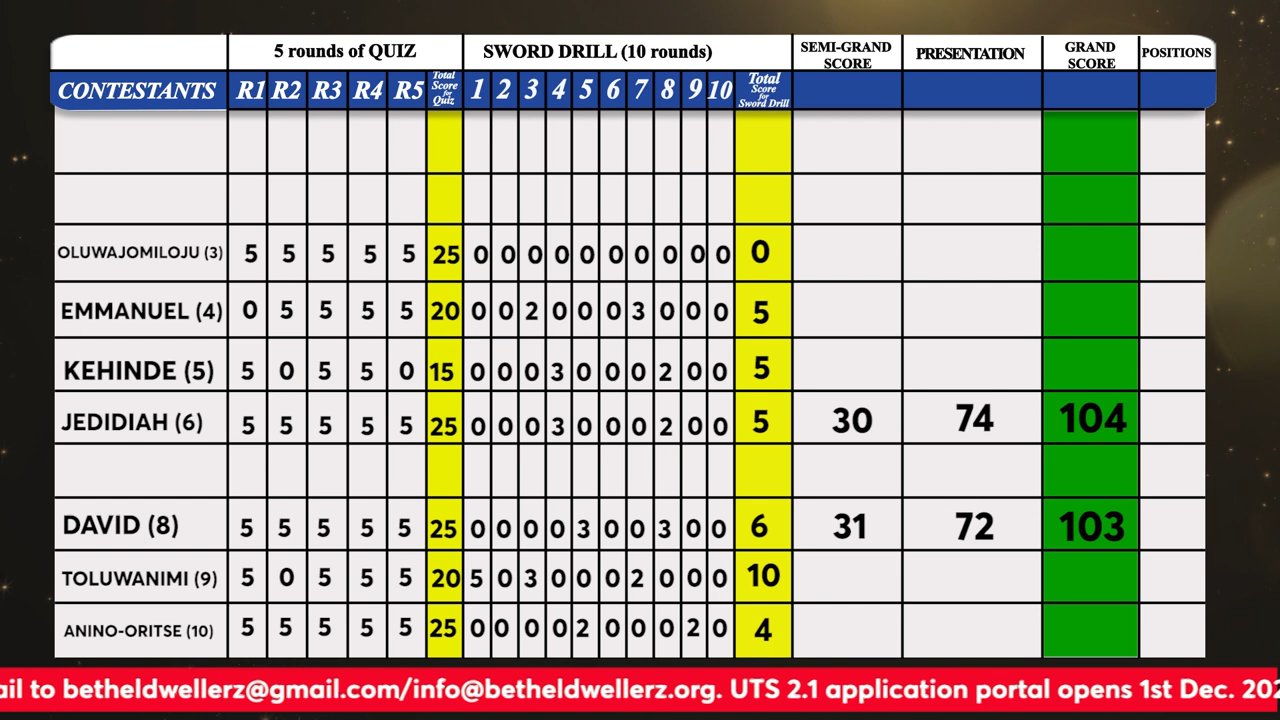 5 rounds of QUIZ SWORD DRILL (10 rounds) SEMI-GRAND SCORE PRESENTATION GRAND SCORE POSITIONS
CONTESTANTS R1 R2 R3 R4 R5 Total Score for Quiz 1 2 3 4 5 6 7 8 9 10 Total Score for Sword Drill
OLUWAJOMILOJU (3) 5 5 5 5 5 25 0 0 0 0 0 0 0 0 0 0 0
EMMANUEL (4) 0 5 5 5 5 20 0 0 2 0 0 0 3 0 0 0 5
KEHINDE (5) 5 0 5 5 0 15 0 0 0 3 0 0 0 2 0 0 5
JEDIDIAH (6) 5 5 5 5 5 25 0 0 0 3 0 0 0 2 0 0 5 30 74 104
DAVID (8) 5 5 5 5 5 25 0 0 0 0 3 0 0 3 0 0 6 31 72 103
TOLUWANIMI (9) 5 0 5 5 5 20 5 0 3 0 0 0 2 0 0 0 10
ANINO-ORITSE (10) 5 5 5 5 5 25 0 0 0 0 2 0 0 0 2 0 4
ail to betheldwellerz@gmail.com/info@betheldwellerz.org. UTS 2.1 application portal opens 1st Dec. 202